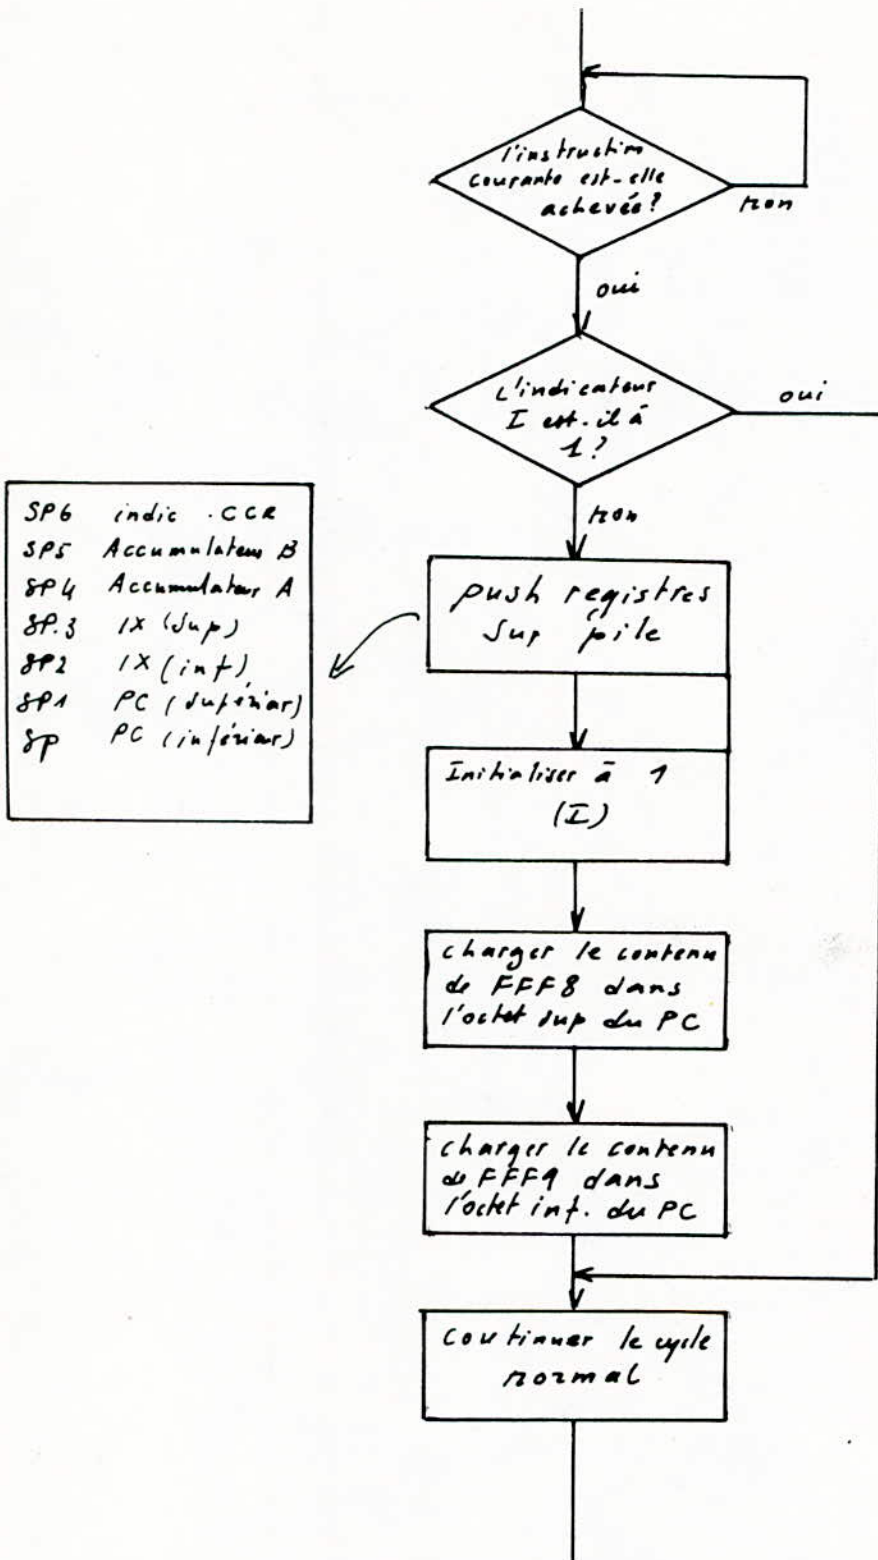 l'instruction
courante est-elle
achevée?
non
oui
L'indicateur
I est-il à
1?
oui
non
SP6 indic .CCR
SP5 Accumulateur B
SP4 Accumulateur A
SP.3 IX (sup)
SP2 IX (inf)
SP1 PC (supérieur)
SP PC (inférieur)
push registres
sur pile
Initialiser à 1
(I)
charger le contenu
de FFF8 dans
l'octet sup du PC
charger le contenu
de FFF9 dans
l'octet inf. du PC
continuer le cycle
normal